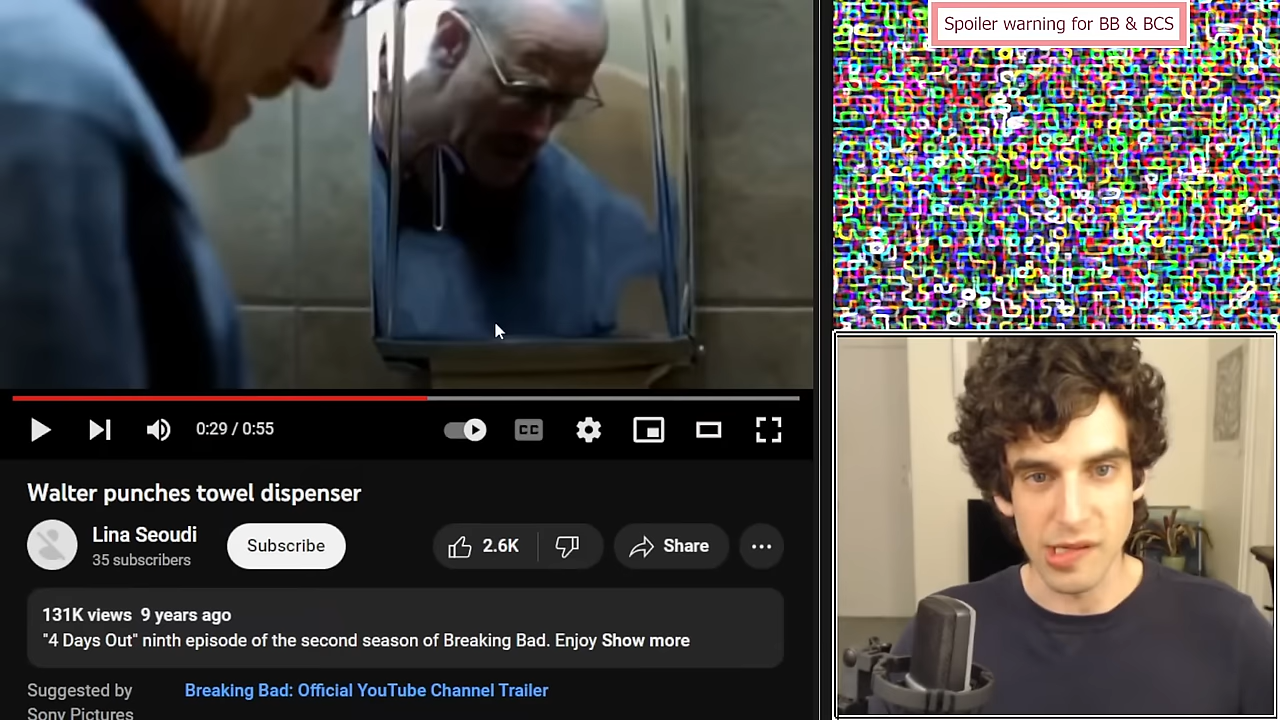 Spoiler warning for BB & BCS
0:29 / 0:55
CC
Walter punches towel dispenser
Lina Seoudi
35 subscribers
Subscribe
2.6K
Share
131K views 9 years ago
"4 Days Out" ninth episode of the second season of Breaking Bad. Enjoy Show more
Suggested by
Sony Pictures
Breaking Bad: Official YouTube Channel Trailer